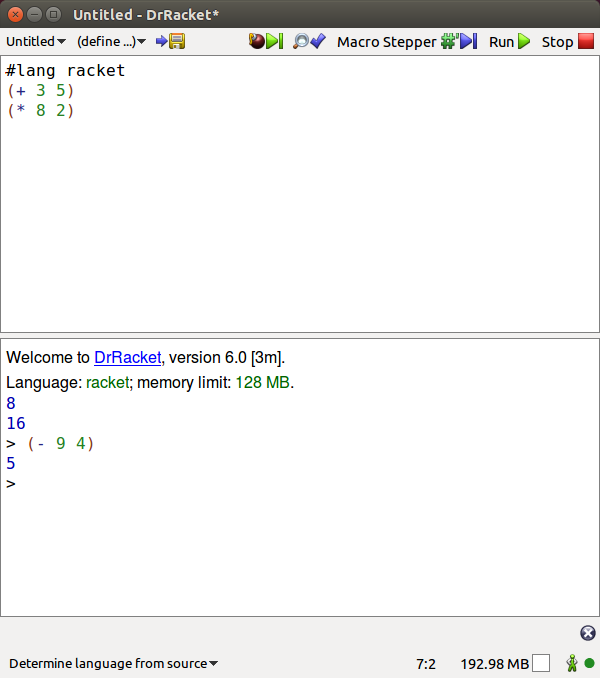 Untitled - DrRacket*
Untitled (define ...) Macro Stepper #' Run Stop
#lang racket
(+ 3 5)
(* 8 2)
Welcome to DrRacket, version 6.0 [3m].
Language: racket; memory limit: 128 MB.
8
16
> (- 9 4)
5
>
Determine language from source 7:2 192.98 MB